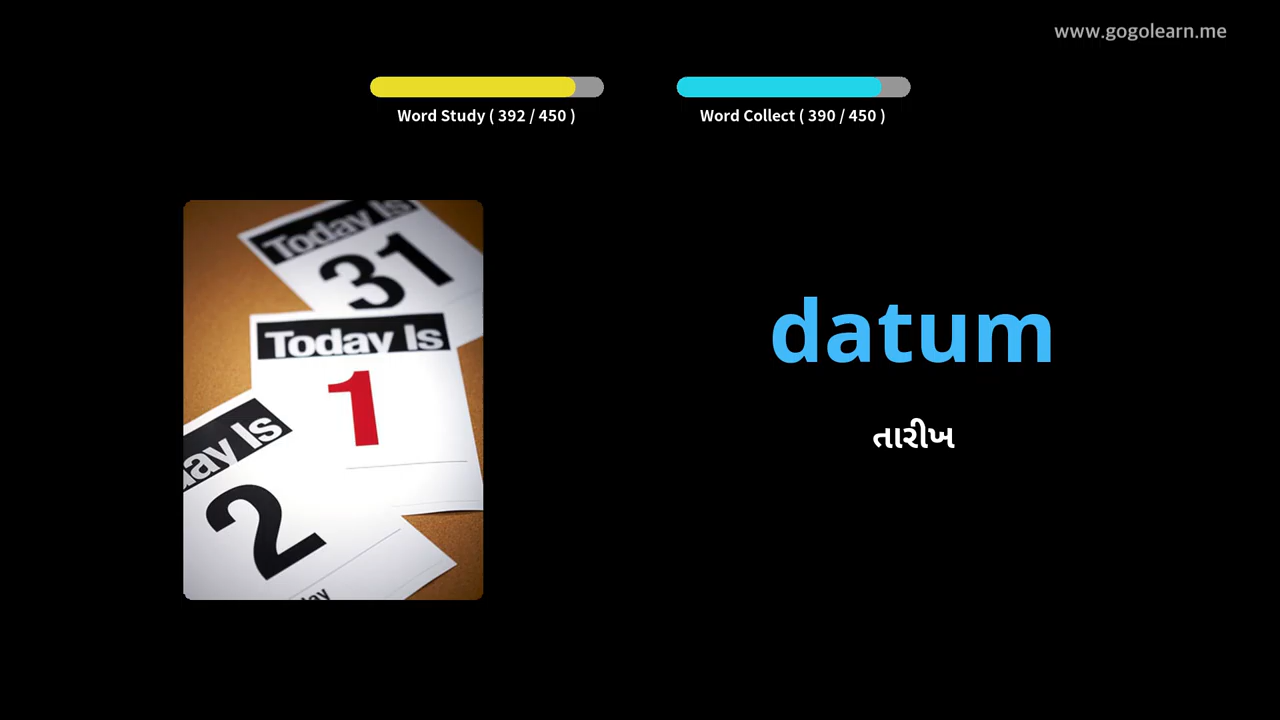 www.gogolearn.me
Word Study ( 392 / 450 )
Word Collect ( 390 / 450 )
Today Is
31
Today Is
1
day Is
2
datum
તારીખ